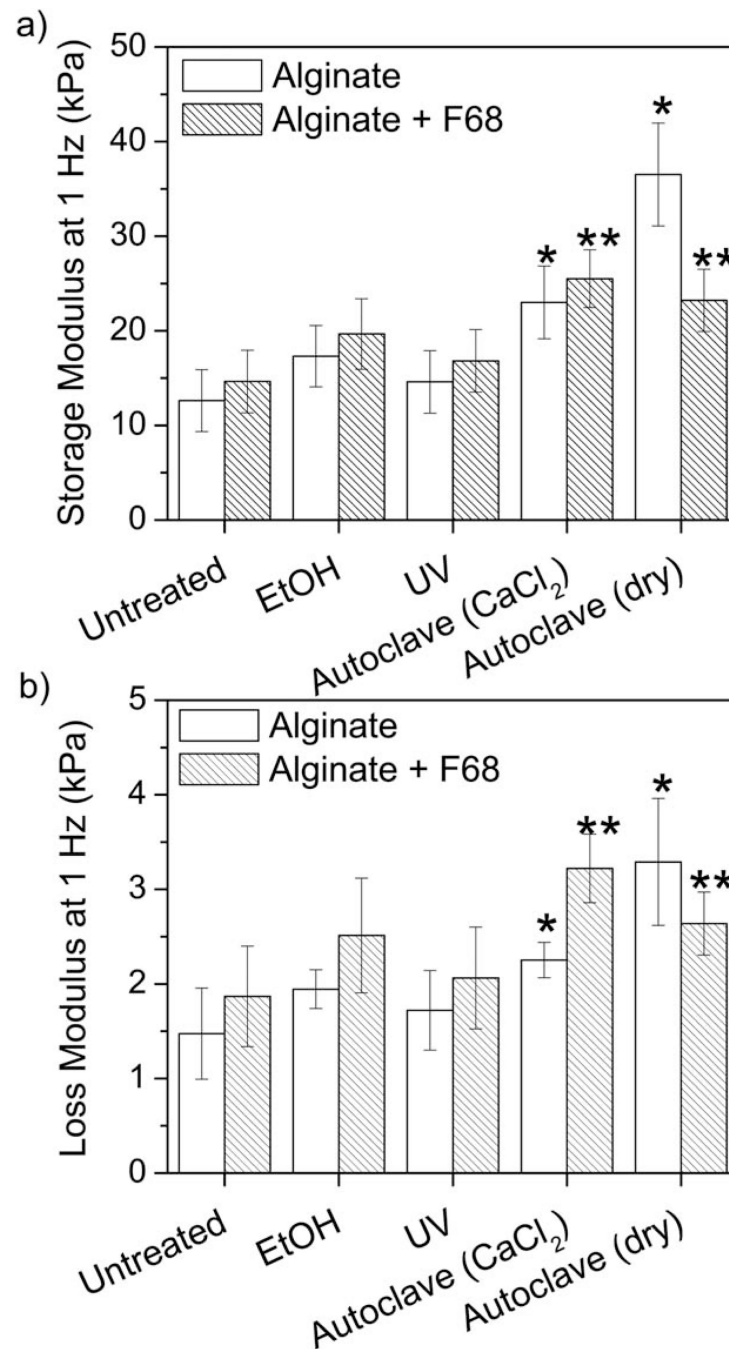 a)
Storage Modulus at 1 Hz (kPa)
50
40
30
20
10
0
Alginate
Alginate + F68
*
**
*
**
Untreated
EtOH
UV
Autoclave (CaCl₂)
Autoclave (dry)
b)
Loss Modulus at 1 Hz (kPa)
5
4
3
2
1
0
Alginate
Alginate + F68
*
**
*
**
Untreated
EtOH
UV
Autoclave (CaCl₂)
Autoclave (dry)